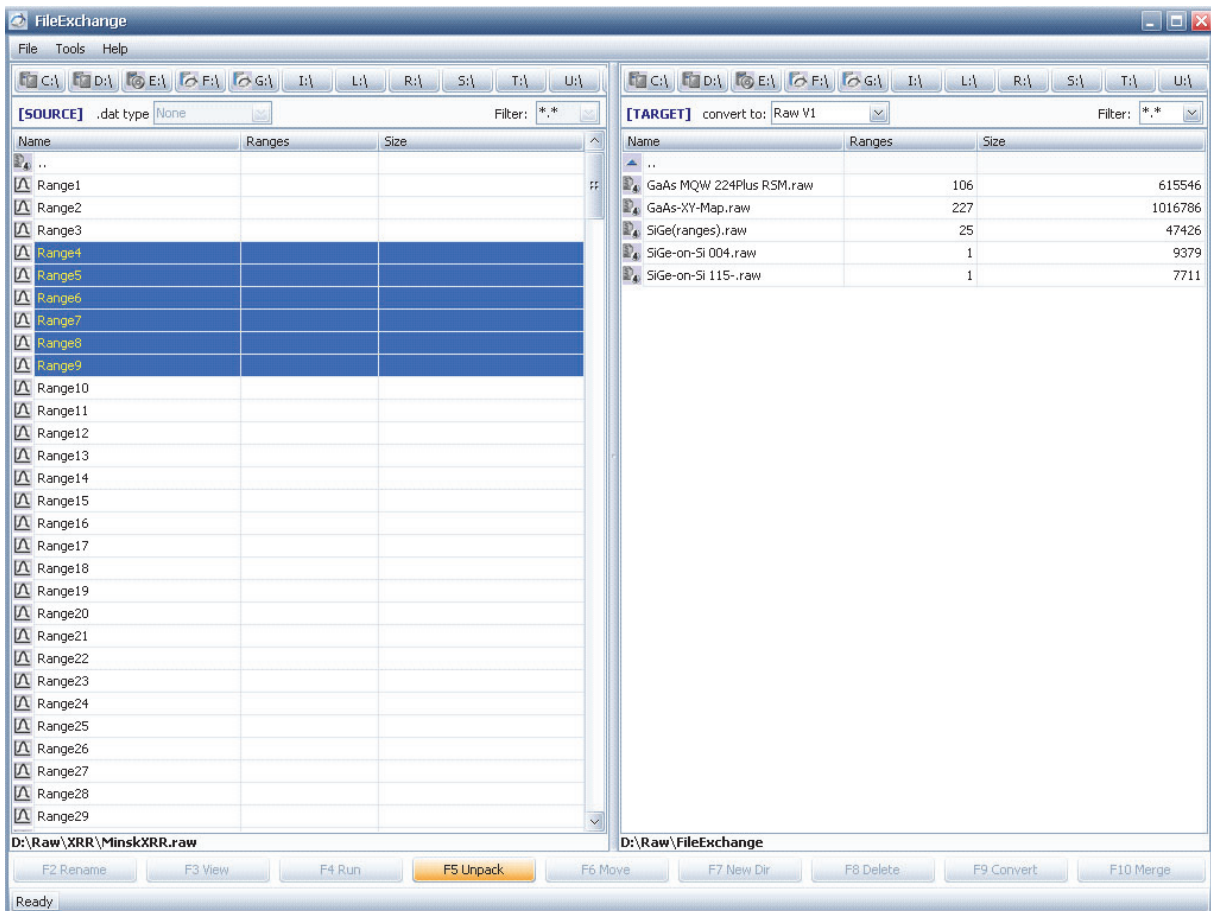 FileExchange
File Tools Help
C:\ D:\ E:\ F:\ G:\ I:\ L:\ R:\ S:\ T:\ U:\
[SOURCE] .dat type None Filter: *.*
Name Ranges Size
..
Range1
Range2
Range3
Range4
Range5
Range6
Range7
Range8
Range9
Range10
Range11
Range12
Range13
Range14
Range15
Range16
Range17
Range18
Range19
Range20
Range21
Range22
Range23
Range24
Range25
Range26
Range27
Range28
Range29
D:\Raw\XRR\MinskXRR.raw
C:\ D:\ E:\ F:\ G:\ I:\ L:\ R:\ S:\ T:\ U:\
[TARGET] convert to: Raw V1 Filter: *.*
Name Ranges Size
..
GaAs MQW 224Plus RSM.raw 106 615546
GaAs-XY-Map.raw 227 1016786
SiGe(ranges).raw 25 47426
SiGe-on-Si 004.raw 1 9379
SiGe-on-Si 115-.raw 1 7711
D:\Raw\FileExchange
F2 Rename F3 View F4 Run F5 Unpack F6 Move F7 New Dir F8 Delete F9 Convert F10 Merge
Ready